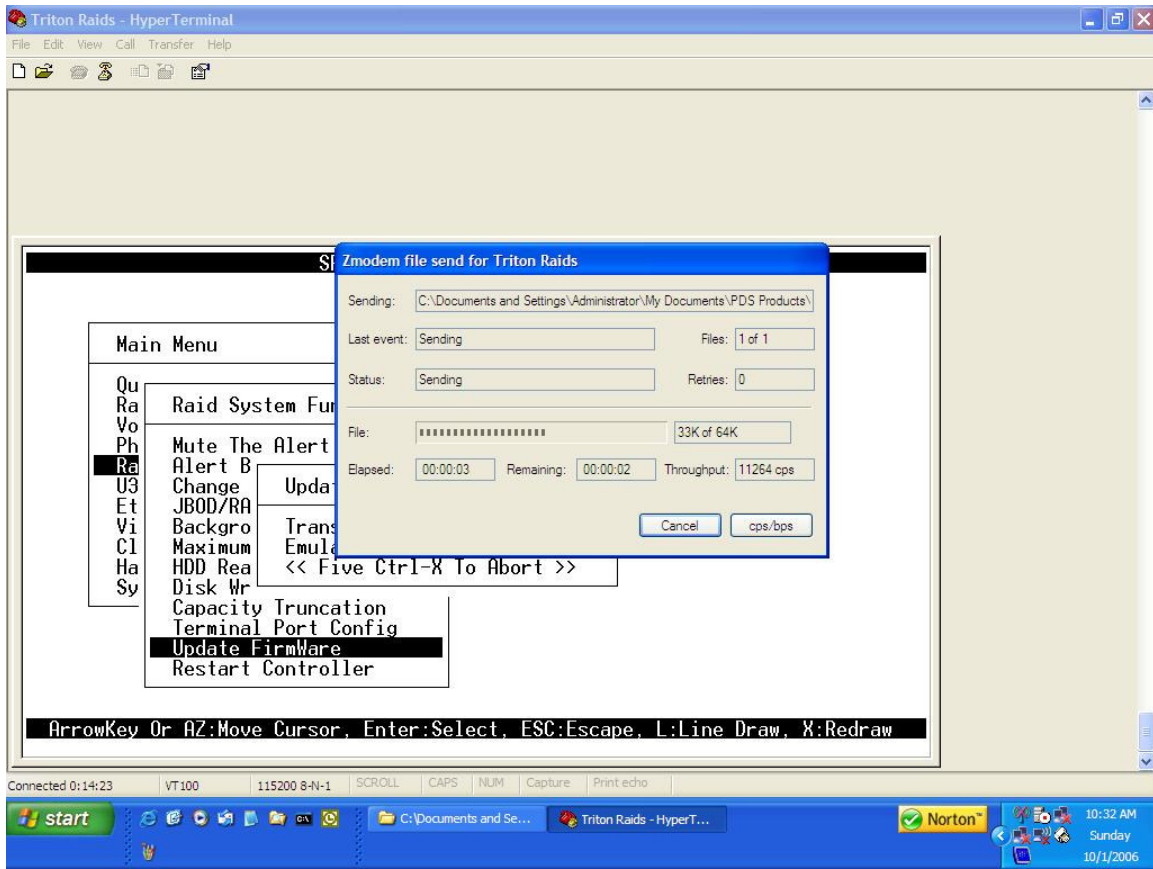 Triton Raids - HyperTerminal
File Edit View Call Transfer Help
Zmodem file send for Triton Raids
Sending: C:\Documents and Settings\Administrator\My Documents\PDS Products\
Last event: Sending Files: 1 of 1
Status: Sending Retries: 0
File: 33K of 64K
Elapsed: 00:00:03 Remaining: 00:00:02 Throughput: 11264 cps
Cancel cps/bps
Main Menu
Qu
Ra
Vo
Ph
Ra
U3
Et
Vi
Cl
Ha
Sy
Raid System Fun
Mute The Alert
Alert B
Change
JBOD/RA
Backgro
Maximum
HDD Rea
Disk Wr
Capacity Truncation
Terminal Port Config
Update FirmWare
Restart Controller
Updat
Trans
Emula
<< Five Ctrl-X To Abort >>
ArrowKey Or AZ:Move Cursor, Enter:Select, ESC:Escape, L:Line Draw, X:Redraw
Connected 0:14:23 VT100 115200 8-N-1 SCROLL CAPS NUM Capture Print echo
start C:\Documents and Se... Triton Raids - HyperT... Norton™ 10:32 AM
Sunday
10/1/2006